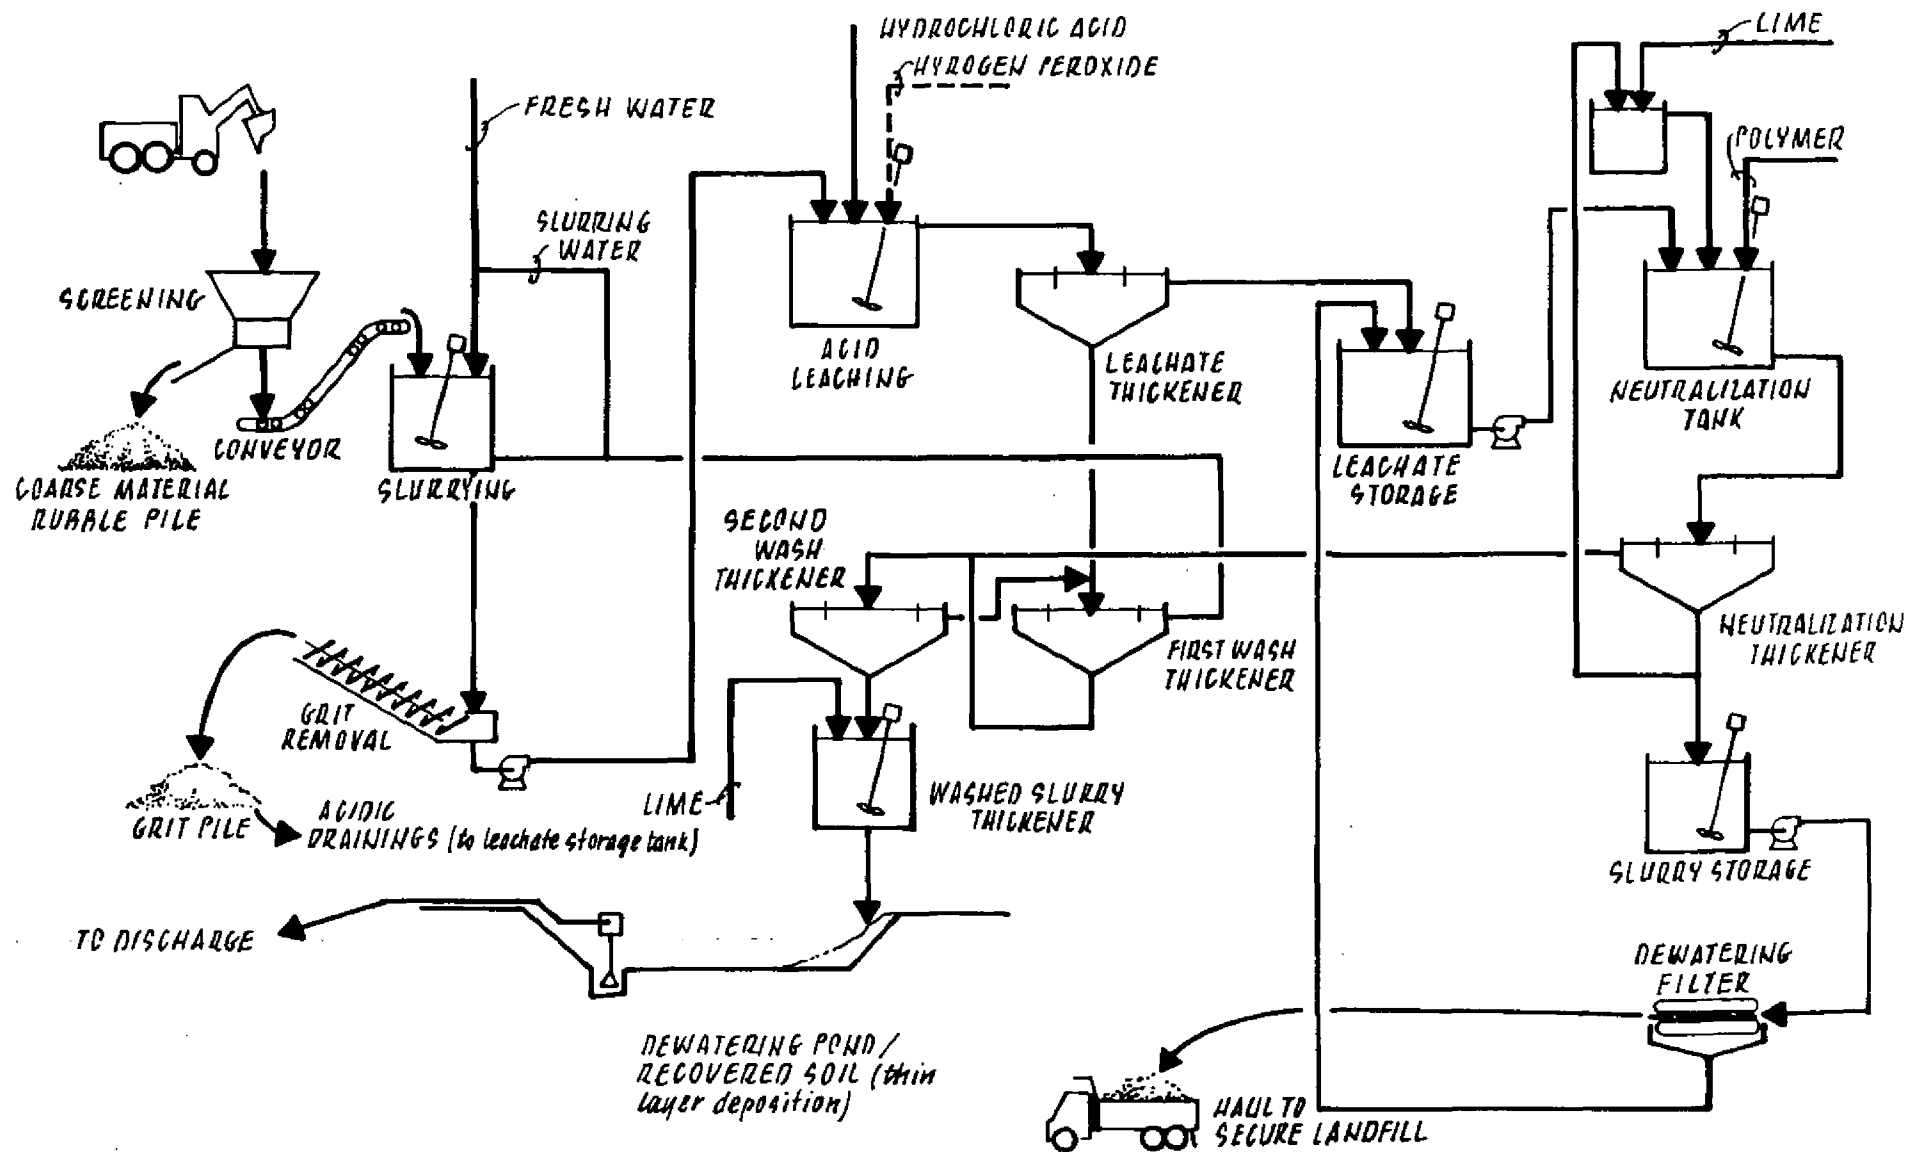 HYDROCHLORIC ACID
HYROGEN PEROXIDE
LIME
FRESH WATER
POLYMER
SLURRING
WATER
SCREENING
ACID
LEACHING
LEACHATE
THICKENER
NEUTRALIZATION
TANK
CONVEYOR
COARSE MATERIAL
RUBBLE PILE
SLURRYING
LEACHATE
STORAGE
SECOND
WASH
THICKENER
FIRST WASH
THICKENER
NEUTRALIZATION
THICKENER
GRIT
REMOVAL
LIME
WASHED SLURRY
THICKENER
GRIT PILE
ACIDIC
DRAININGS (to leachate storage tank)
SLURRY STORAGE
TO DISCHARGE
DEWATERING
FILTER
DEWATERING POND/
RECOVERED SOIL (thin
layer deposition)
HAUL TO
SECURE LANDFILL